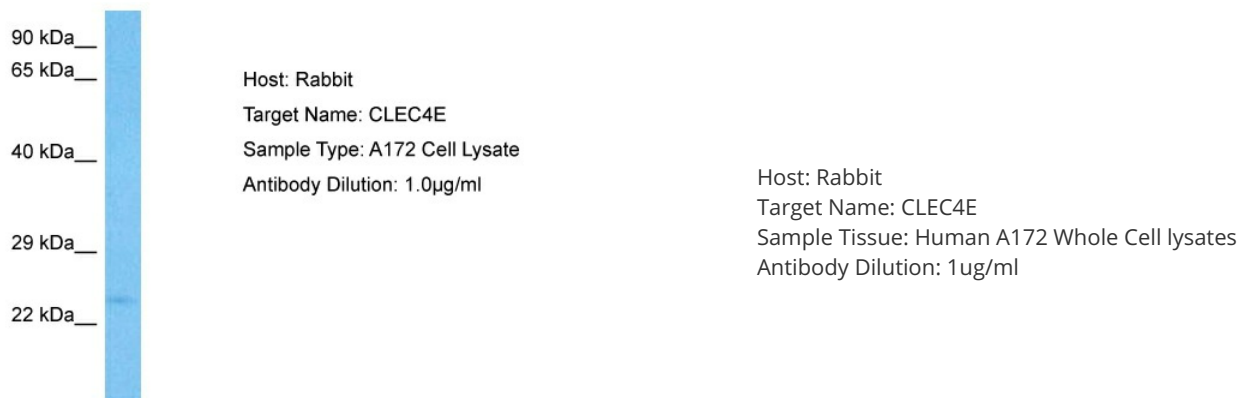 90 kDa__
65 kDa__
40 kDa__
29 kDa__
22 kDa__
Host: Rabbit
Target Name: CLEC4E
Sample Type: A172 Cell Lysate
Antibody Dilution: 1.0µg/ml
Host: Rabbit
Target Name: CLEC4E
Sample Tissue: Human A172 Whole Cell lysates
Antibody Dilution: 1ug/ml